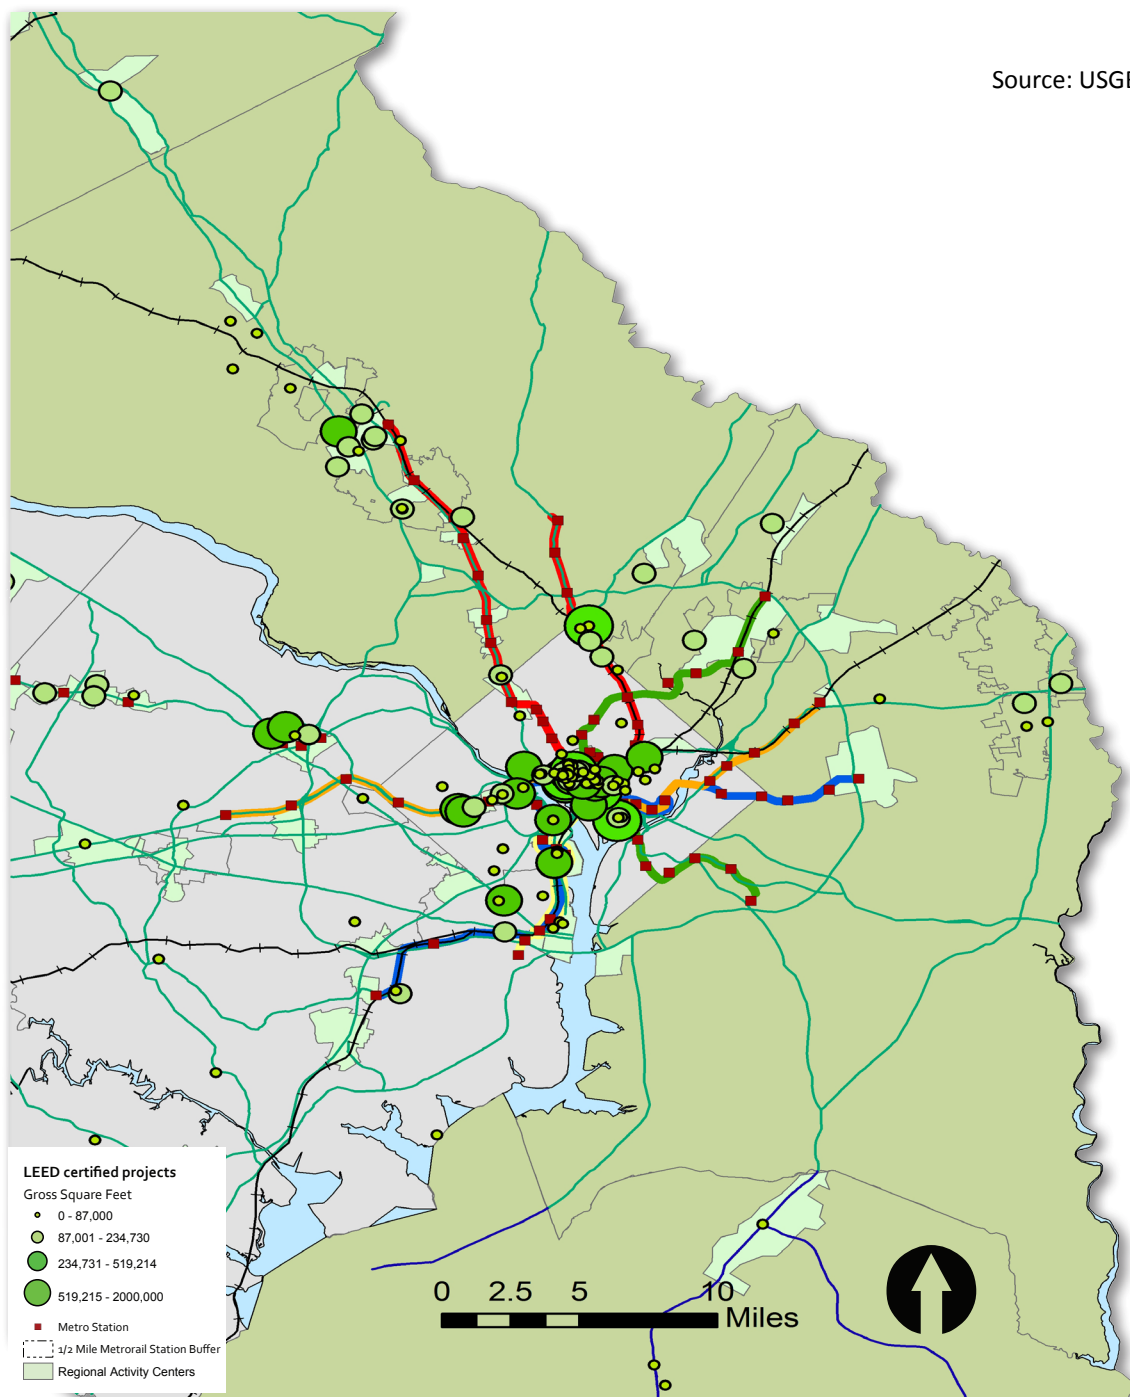 Source: USGB
LEED certified projects
Gross Square Feet
0 - 87,000
87,001 - 234,730
234,731 - 519,214
519,215 - 2000,000
Metro Station
1/2 Mile Metrorail Station Buffer
Regional Activity Centers
0 2.5 5 10
Miles